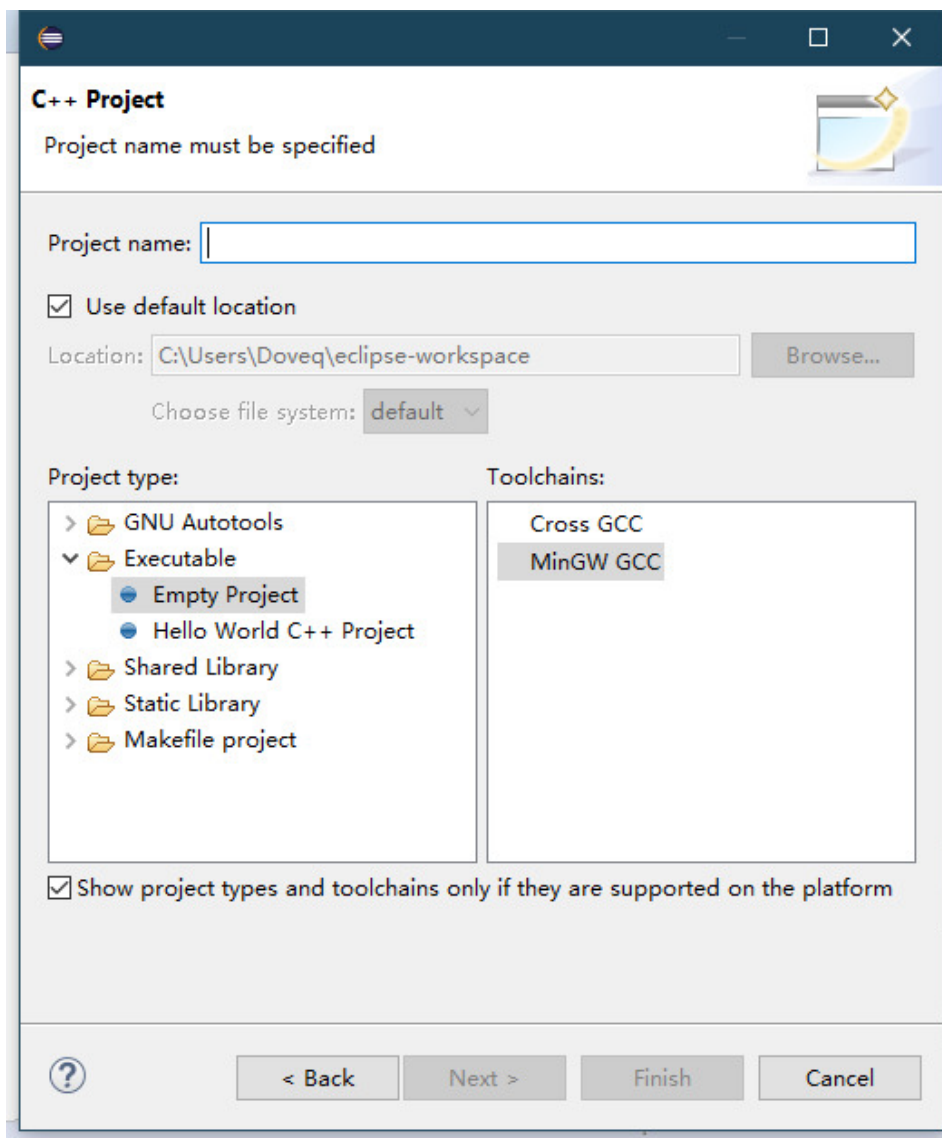 C++ Project
Project name must be specified
Project name:
Use default location
Location: C:\Users\Doveq\eclipse-workspace Browse...
Choose file system: default
Project type: Toolchains:
GNU Autotools Cross GCC
Executable MinGW GCC
Empty Project
Hello World C++ Project
Shared Library
Static Library
Makefile project
Show project types and toolchains only if they are supported on the platform
? < Back Next > Finish Cancel